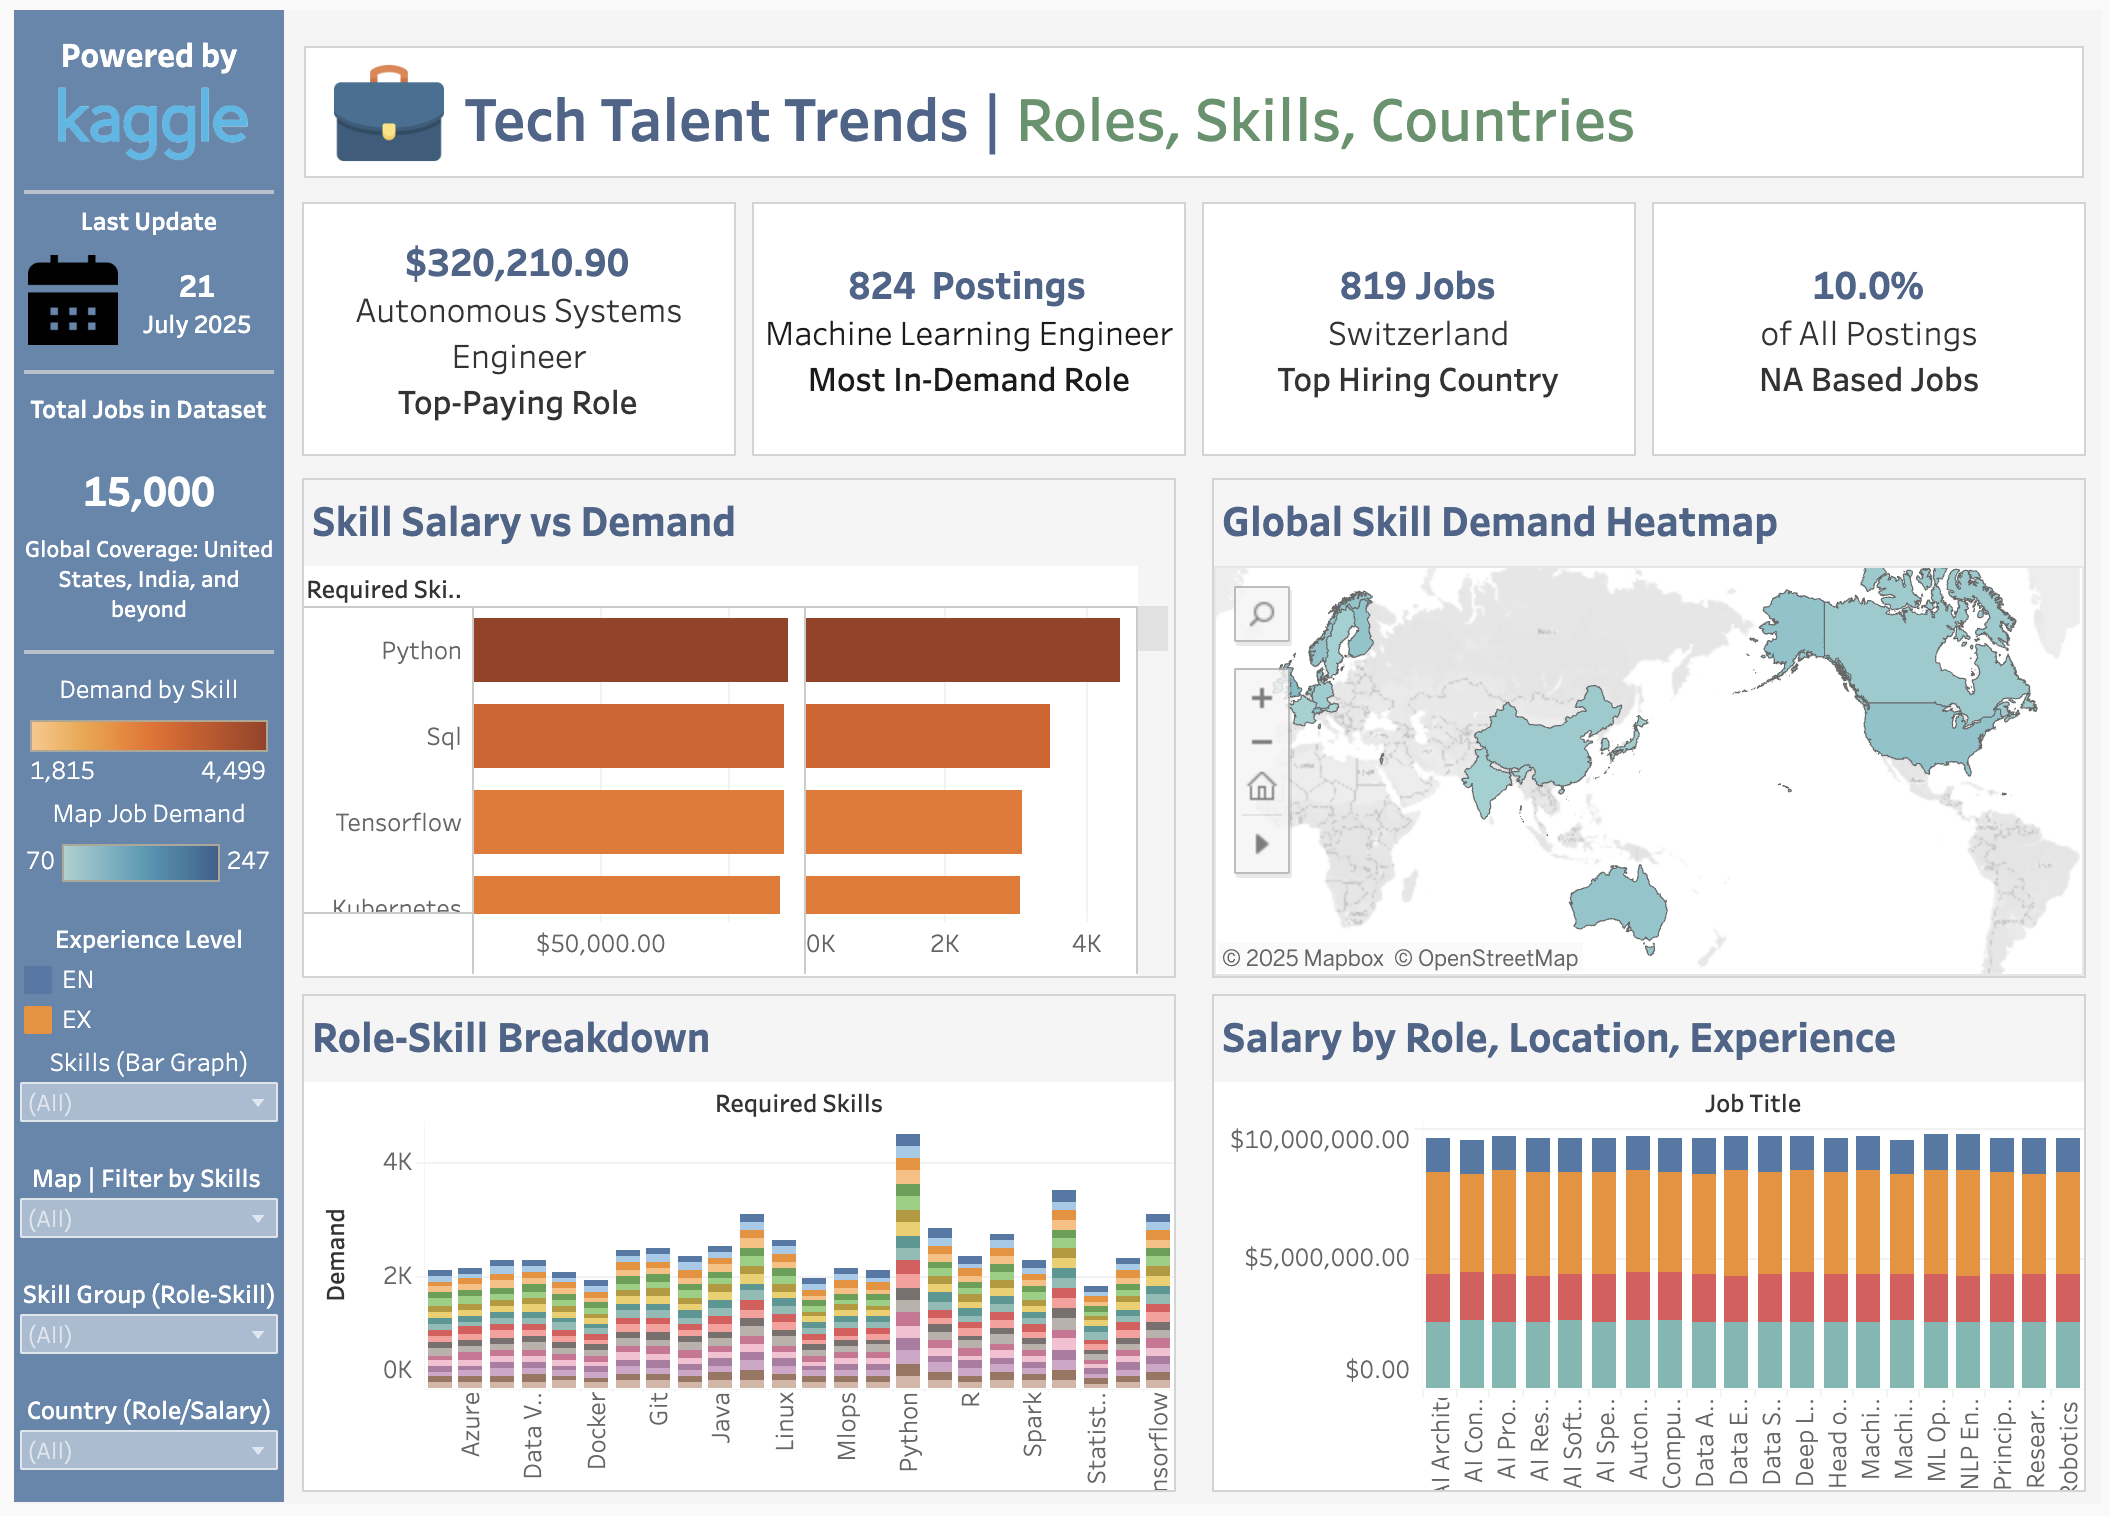 Powered by
kaggle
Last Update
21
July 2025
Total Jobs in Dataset
15,000
Global Coverage: United
States, India, and
beyond
Demand by Skill
1,815 4,499
Map Job Demand
70 247
Experience Level
EN
EX
Skills (Bar Graph)
(All)
Map | Filter by Skills
(All)
Skill Group (Role-Skill)
(All)
Country (Role/Salary)
(All)
Tech Talent Trends | Roles, Skills, Countries
$320,210.90
Autonomous Systems
Engineer
Top-Paying Role
824 Postings
Machine Learning Engineer
Most In-Demand Role
819 Jobs
Switzerland
Top Hiring Country
10.0%
of All Postings
NA Based Jobs
Skill Salary vs Demand
Required Ski..
Python
Sql
Tensorflow
Kubernetes
$50,000.00 0K 2K 4K
Global Skill Demand Heatmap
© 2025 Mapbox © OpenStreetMap
Role-Skill Breakdown
Required Skills
Demand
4K
2K
0K
Azure
Data V..
Docker
Git
Java
Linux
Mlops
Python
R
Spark
Statist..
nsorflow
Salary by Role, Location, Experience
Job Title
$10,000,000.00
$5,000,000.00
$0.00
AI Archite
AI Con..
AI Pro..
AI Res..
AI Soft..
AI Spe..
Auton..
Compu..
Data A..
Data E..
Data S..
Deep L..
Head o..
Machi..
Machi..
ML Op..
NLP En..
Princip..
Resear..
Robotics